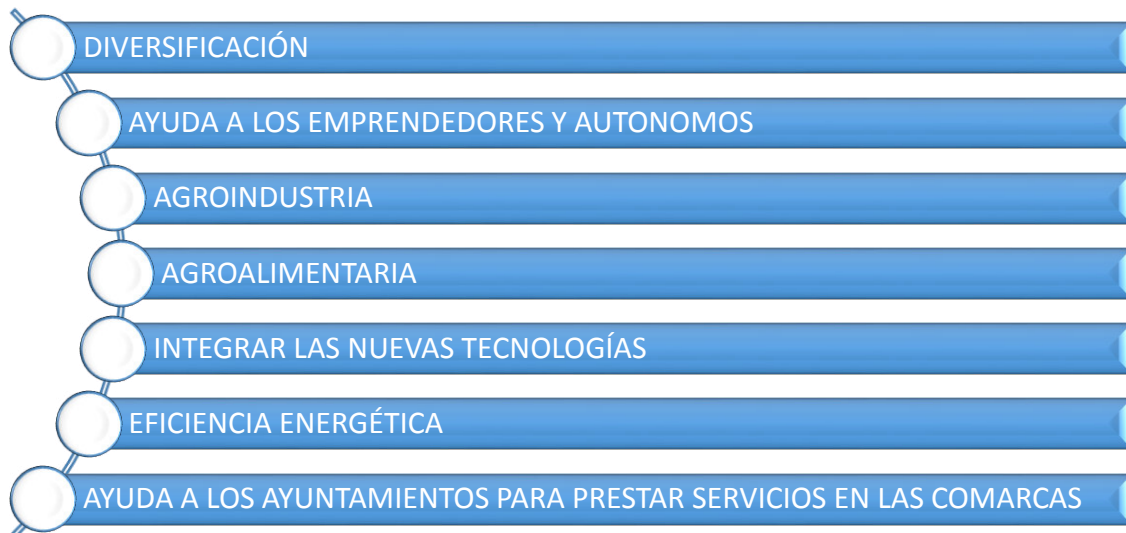 DIVERSIFICACIÓN
AYUDA A LOS EMPRENDEDORES Y AUTONOMOS
AGROINDUSTRIA
AGROALIMENTARIA
INTEGRAR LAS NUEVAS TECNOLOGÍAS
EFICIENCIA ENERGÉTICA
AYUDA A LOS AYUNTAMIENTOS PARA PRESTAR SERVICIOS EN LAS COMARCAS